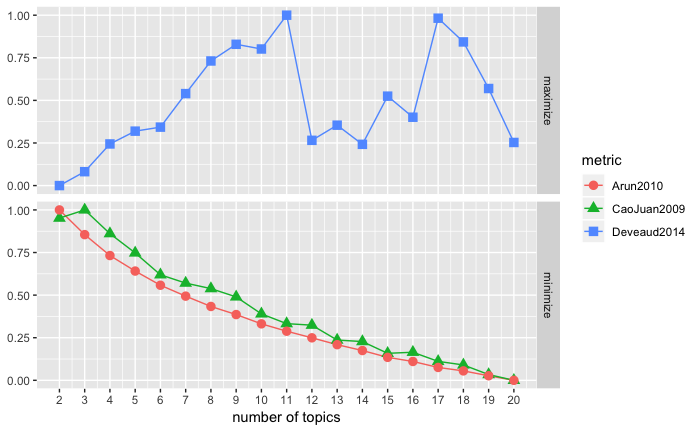 1.00
0.75
0.50
0.25
0.00
maximize
1.00
0.75
0.50
0.25
0.00
minimize
2 3 4 5 6 7 8 9 10 11 12 13 14 15 16 17 18 19 20
number of topics
metric
Arun2010
CaoJuan2009
Deveaud2014